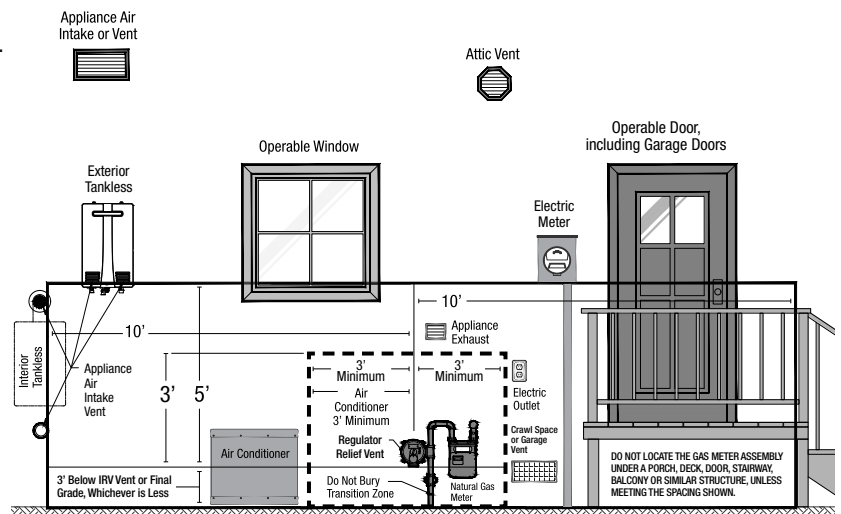 Appliance Air
Intake or Vent
Attic Vent
Operable Window
Operable Door,
including Garage Doors
Exterior
Tankless
Electric
Meter
10’
10’
Appliance
Exhaust
Interior
Tankless
Appliance
Air
Intake
Vent
3’
5’
3’
Minimum
3’
Minimum
Air
Conditioner
3’ Minimum
Electric
Outlet
Regulator
Relief Vent
Crawl Space
or Garage
Vent
Air Conditioner
3’ Below IRV Vent or Final
Grade, Whichever is Less
Do Not Bury
Transition Zone
Natural Gas
Meter
DO NOT LOCATE THE GAS METER ASSEMBLY
UNDER A PORCH, DECK, DOOR, STAIRWAY,
BALCONY OR SIMILAR STRUCTURE, UNLESS
MEETING THE SPACING SHOWN.